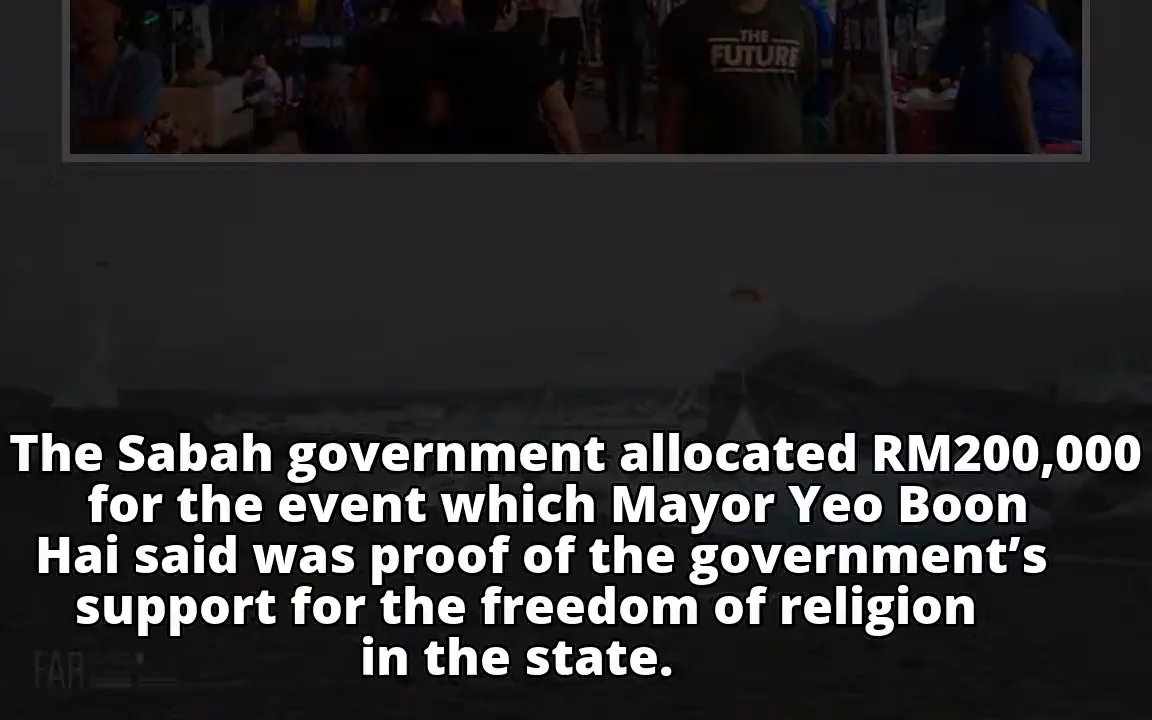 THE
FUTURE
The Sabah government allocated RM200,000
for the event which Mayor Yeo Boon
Hai said was proof of the government’s
support for the freedom of religion
in the state.
FAR